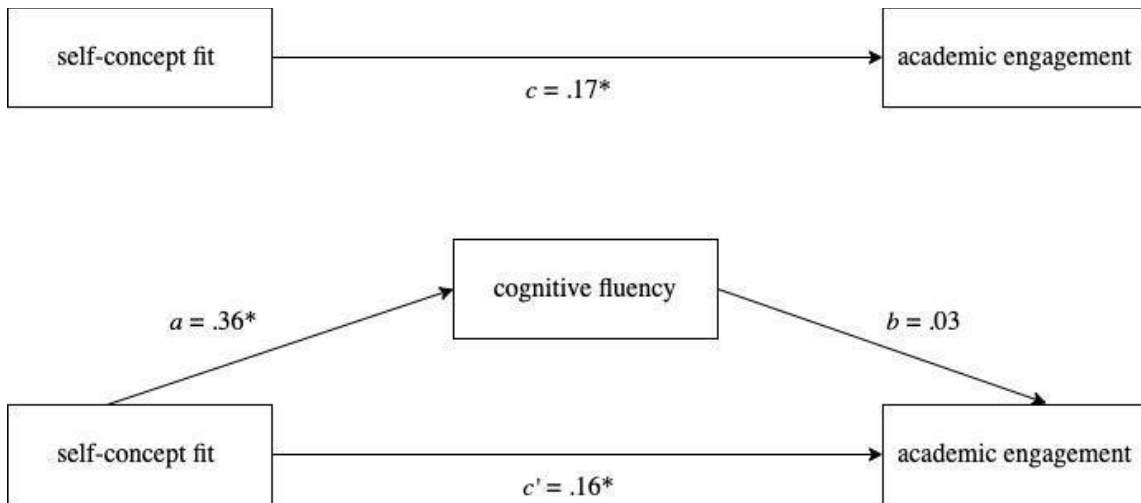 self-concept fit
academic engagement
c = .17*
cognitive fluency
a = .36*
b = .03
self-concept fit
academic engagement
c' = .16*